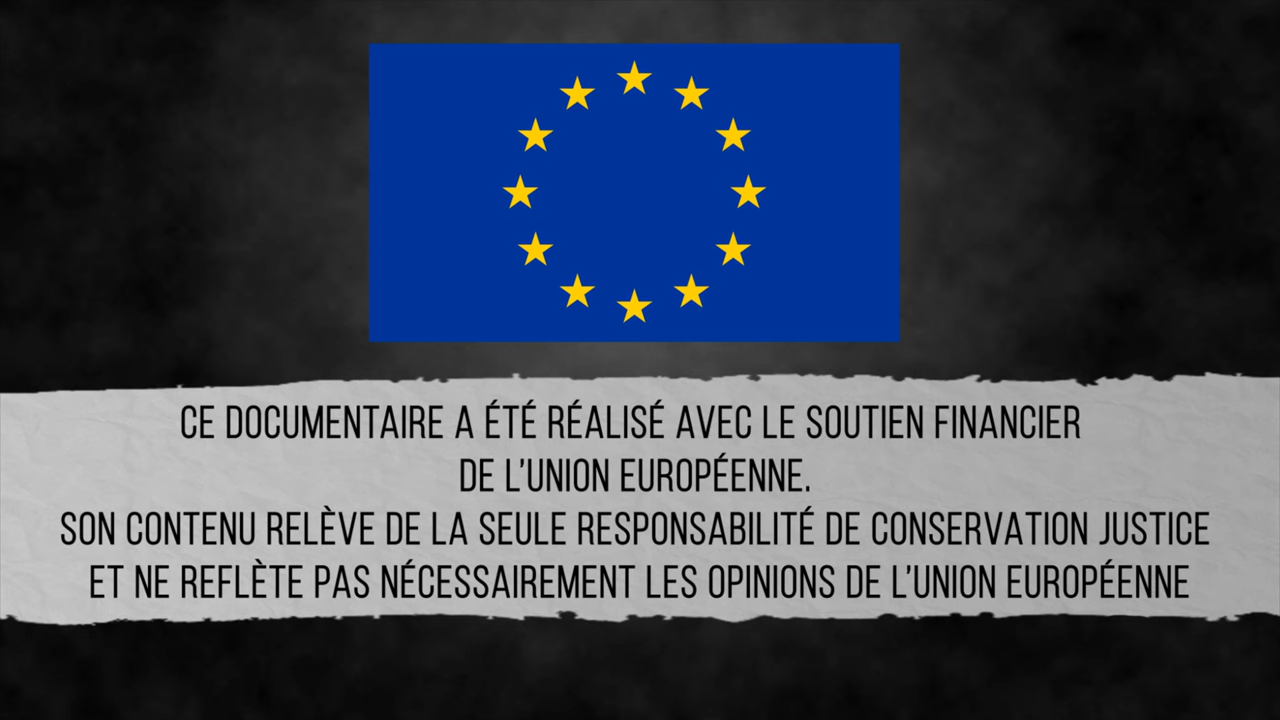 CE DOCUMENTAIRE A ÉTÉ RÉALISÉ AVEC LE SOUTIEN FINANCIER
DE L'UNION EUROPÉENNE.
SON CONTENU RELÈVE DE LA SEULE RESPONSABILITÉ DE CONSERVATION JUSTICE
ET NE REFLÈTE PAS NÉCESSAIREMENT LES OPINIONS DE L'UNION EUROPÉENNE